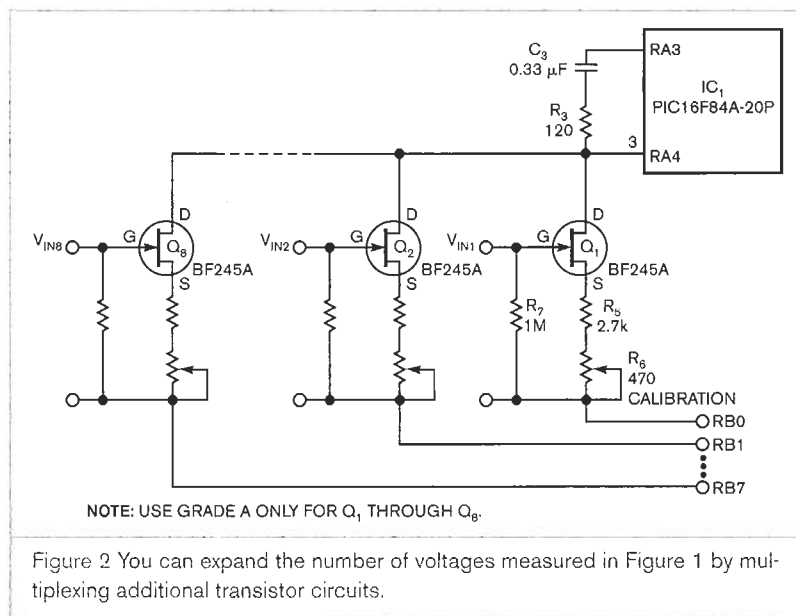 C3
0.33 µF
RA3
IC1
PIC16F84A-20P
R3
120
3
RA4
D
D
D
VIN8
G
Q8
BF245A
S
VIN2
G
Q2
BF245A
S
VIN1
G
Q1
BF245A
S
R7
1M
R5
2.7k
R6
470
CALIBRATION
RB0
RB1
RB7
NOTE: USE GRADE A ONLY FOR Q1 THROUGH Q8.
Figure 2 You can expand the number of voltages measured in Figure 1 by mul-
tiplexing additional transistor circuits.